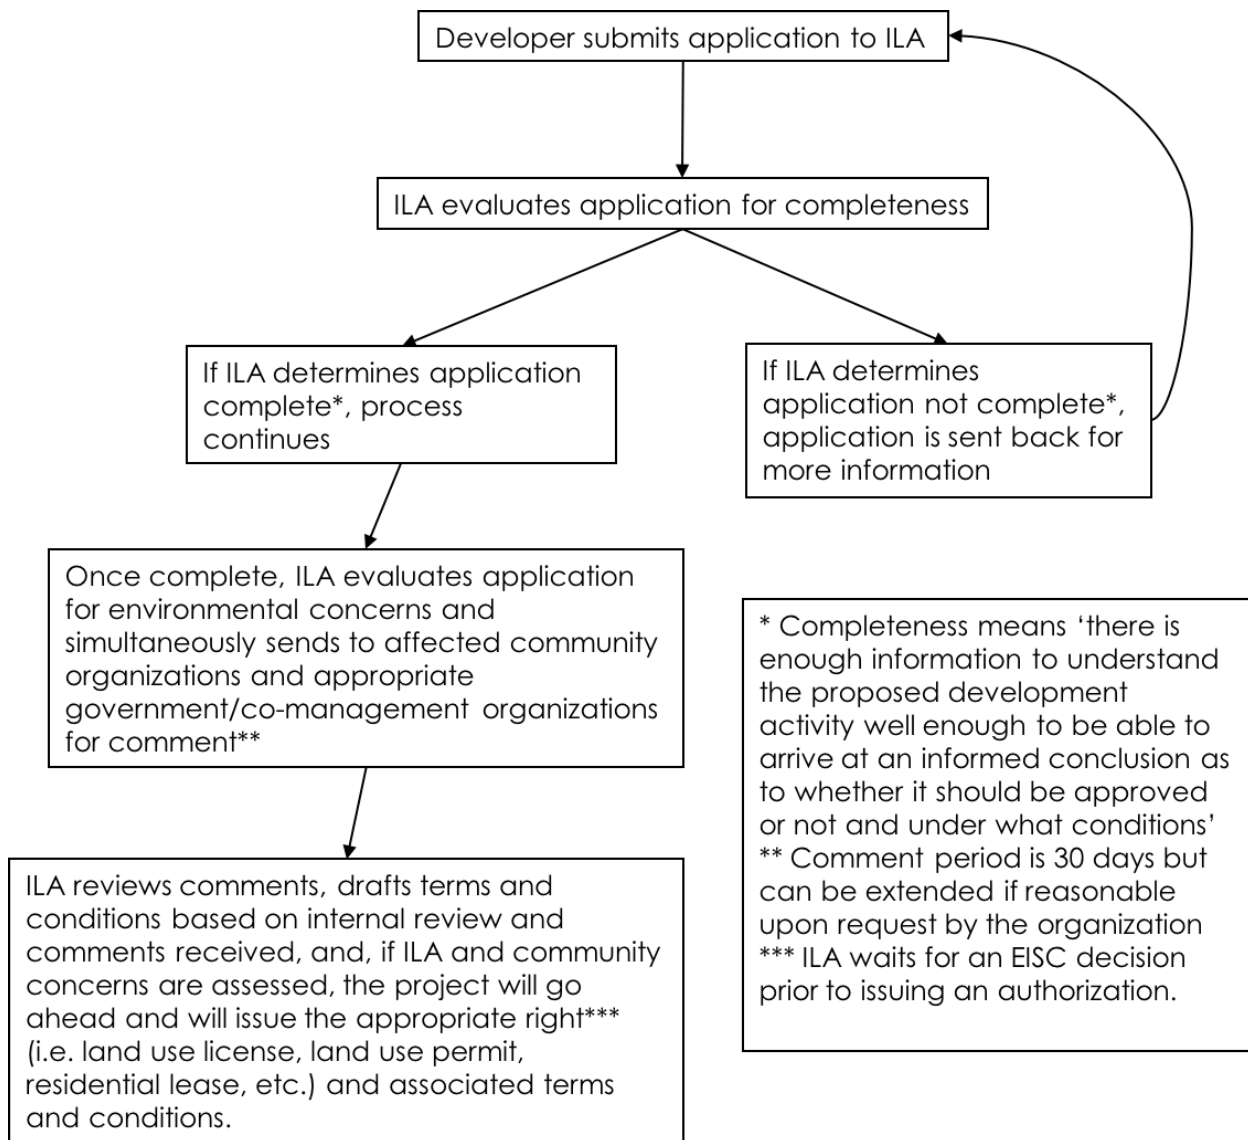 Developer submits application to ILA
ILA evaluates application for completeness
If ILA determines application
complete*, process
continues
If ILA determines
application not complete*,
application is sent back for
more information
Once complete, ILA evaluates application
for environmental concerns and
simultaneously sends to affected community
organizations and appropriate
government/co-management organizations
for comment**
* Completeness means ‘there is
enough information to understand
the proposed development
activity well enough to be able to
arrive at an informed conclusion as
to whether it should be approved
or not and under what conditions’
** Comment period is 30 days but
can be extended if reasonable
upon request by the organization
*** ILA waits for an EISC decision
prior to issuing an authorization.
ILA reviews comments, drafts terms and
conditions based on internal review and
comments received, and, if ILA and community
concerns are assessed, the project will go
ahead and will issue the appropriate right***
(i.e. land use license, land use permit,
residential lease, etc.) and associated terms
and conditions.